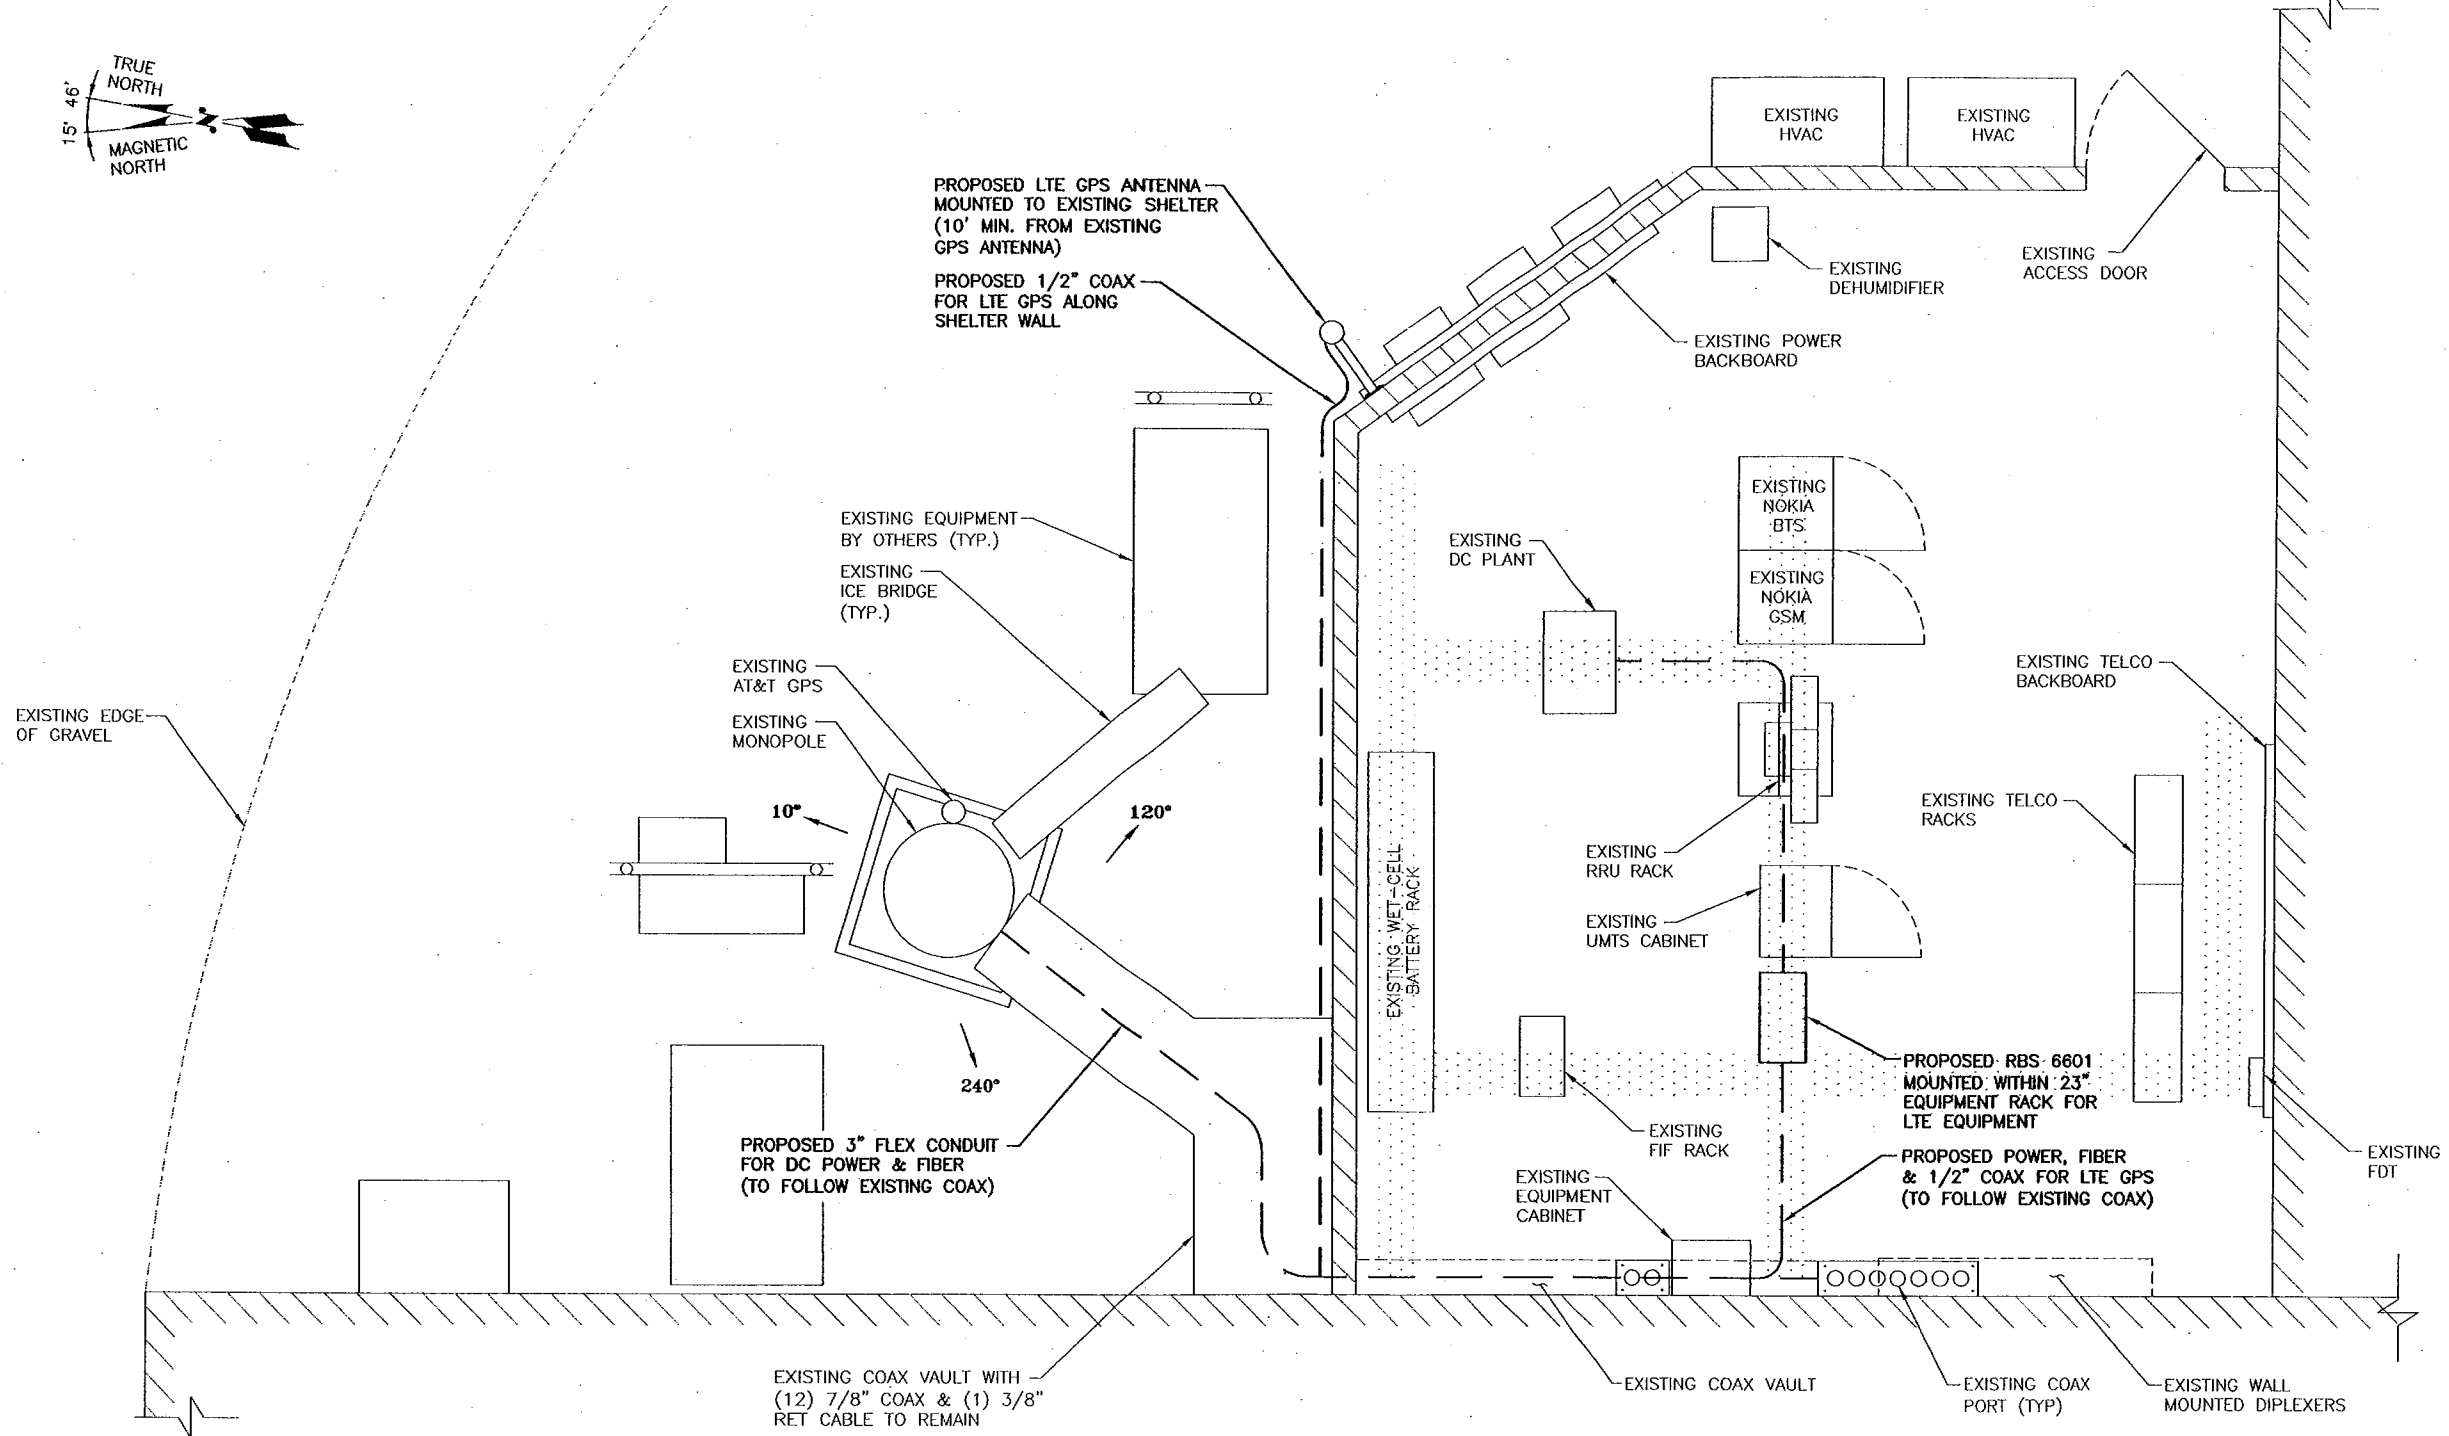 TRUE
NORTH
15° 46'
N
MAGNETIC
NORTH
EXISTING
HVAC
EXISTING
HVAC
PROPOSED LTE GPS ANTENNA
MOUNTED TO EXISTING SHELTER
(10' MIN. FROM EXISTING
GPS ANTENNA)
PROPOSED 1/2" COAX
FOR LTE GPS ALONG
SHELTER WALL
EXISTING
ACCESS DOOR
EXISTING
DEHUMIDIFIER
EXISTING POWER
BACKBOARD
EXISTING EQUIPMENT
BY OTHERS (TYP.)
EXISTING
ICE BRIDGE
(TYP.)
EXISTING
DC PLANT
EXISTING
NOKIA
BTS
EXISTING
NOKIA
GSM
EXISTING
AT&T GPS
EXISTING
MONOPOLE
EXISTING TELCO
BACKBOARD
EXISTING EDGE
OF GRAVEL
10°
120°
240°
EXISTING TELCO
RACKS
EXISTING
RRU RACK
EXISTING WET-CELL
BATTERY RACK
EXISTING
UMTS CABINET
PROPOSED RBS 6601
MOUNTED WITHIN 23"
EQUIPMENT RACK FOR
LTE EQUIPMENT
PROPOSED 3" FLEX CONDUIT
FOR DC POWER & FIBER
(TO FOLLOW EXISTING COAX)
EXISTING
FIF RACK
PROPOSED POWER, FIBER
& 1/2" COAX FOR LTE GPS
(TO FOLLOW EXISTING COAX)
EXISTING
FDT
EXISTING
EQUIPMENT
CABINET
EXISTING COAX VAULT WITH
(12) 7/8" COAX & (1) 3/8"
RET CABLE TO REMAIN
EXISTING COAX VAULT
EXISTING COAX
PORT (TYP)
EXISTING WALL
MOUNTED DIPLEXERS